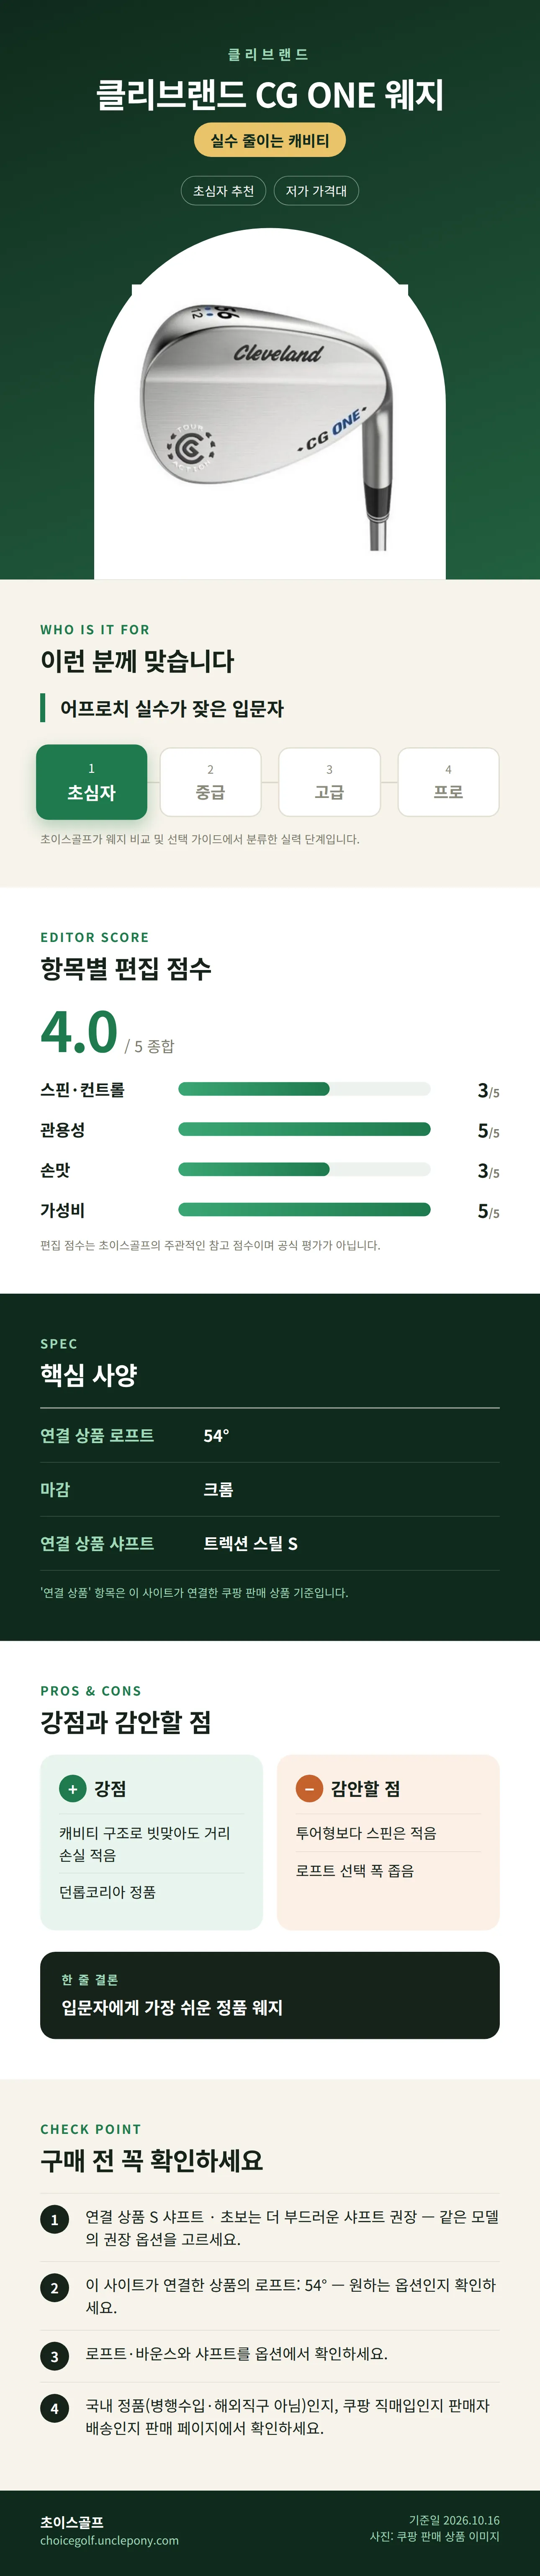 클리브랜드
클리브랜드 CG ONE 웨지
실수 줄이는 캐비티
초심자 추천
저가 가격대
56
12
Cleveland
CG ONE
TOUR
WHO IS IT FOR
이런 분께 맞습니다
어프로치 실수가 잦은 입문자
1
초심자
2
중급
3
고급
4
프로
초이스골프가 웨지 비교 및 선택 가이드에서 분류한 실력 단계입니다.
EDITOR SCORE
항목별 편집 점수
4.0 / 5 종합
스핀·컨트롤 3/5
관용성 5/5
손맛 3/5
가성비 5/5
편집 점수는 초이스골프의 주관적인 참고 점수이며 공식 평가가 아닙니다.
SPEC
핵심 사양
연결 상품 로프트 54°
마감 크롬
연결 상품 샤프트 트렉션 스틸 S
'연결 상품' 항목은 이 사이트가 연결한 쿠팡 판매 상품 기준입니다.
PROS & CONS
강점과 감안할 점
+ 강점
캐비티 구조로 빗맞아도 거리
손실 적음
던롭코리아 정품
− 감안할 점
투어형보다 스핀은 적음
로프트 선택 폭 좁음
한 줄 결론
입문자에게 가장 쉬운 정품 웨지
CHECK POINT
구매 전 꼭 확인하세요
1 연결 상품 S 샤프트 · 초보는 더 부드러운 샤프트 권장 — 같은 모델
의 권장 옵션을 고르세요.
2 이 사이트가 연결한 상품의 로프트: 54° — 원하는 옵션인지 확인하
세요.
3 로프트·바운스와 샤프트를 옵션에서 확인하세요.
4 국내 정품(병행수입·해외직구 아님)인지, 쿠팡 직매입인지 판매자
배송인지 판매 페이지에서 확인하세요.
초이스골프
choicegolf.unclepony.com
기준일 2026.10.16
사진: 쿠팡 판매 상품 이미지